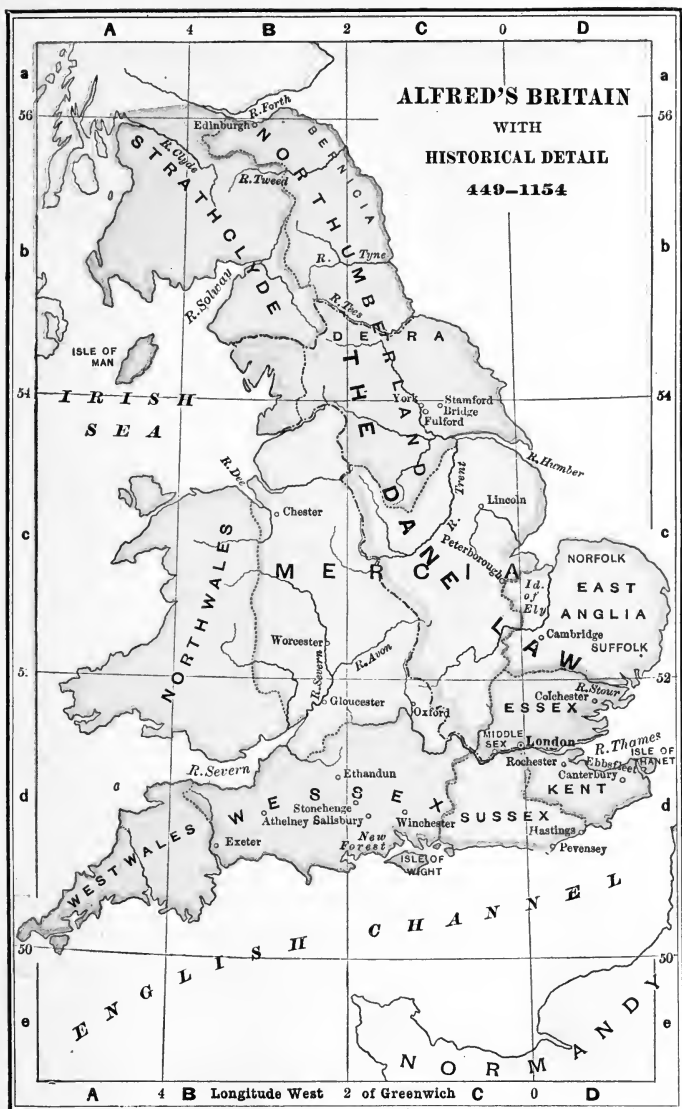 A 4 B 2 C 0 D
a a
ALFRED'S BRITAIN
WITH
HISTORICAL DETAIL
449–1154
56 56
R. Forth
Edinburgh
BERNICIA
NORTHUMBERLAND
STRATHCLYDE
R. Clyde
R. Tweed
b b
R. Tyne
R. Solway
R. Tees
DEIRA
ISLE OF
MAN
54 54
IRISH
SEA
York
Stamford
Bridge
Fulford
THE DANE LAW
R. Humber
R. Dee
R. Trent
Lincoln
Chester
c c
NORTHWALES
MERCIA
Peterborough
Id.
of
Ely
NORFOLK
EAST
ANGLIA
Cambridge
SUFFOLK
Worcester
R. Severn
R. Avon
52
R. Stour
Colchester
Gloucester
Oxford
ESSEX
MIDDLE
SEX
London
R. Thames
R. Severn
Rochester
Ebbsfleet
ISLE OF
THANET
Canterbury
KENT
d d
Ethandun
WESSEX
Stonehenge
Athelney Salisbury
Winchester
SUSSEX
Hastings
Pevensey
New
Forest
ISLE OF
WIGHT
Exeter
WESTWALES
ENGLISH CHANNEL
50 50
e e
NORMANDY
A 4 B Longitude West 2 of Greenwich C 0 D